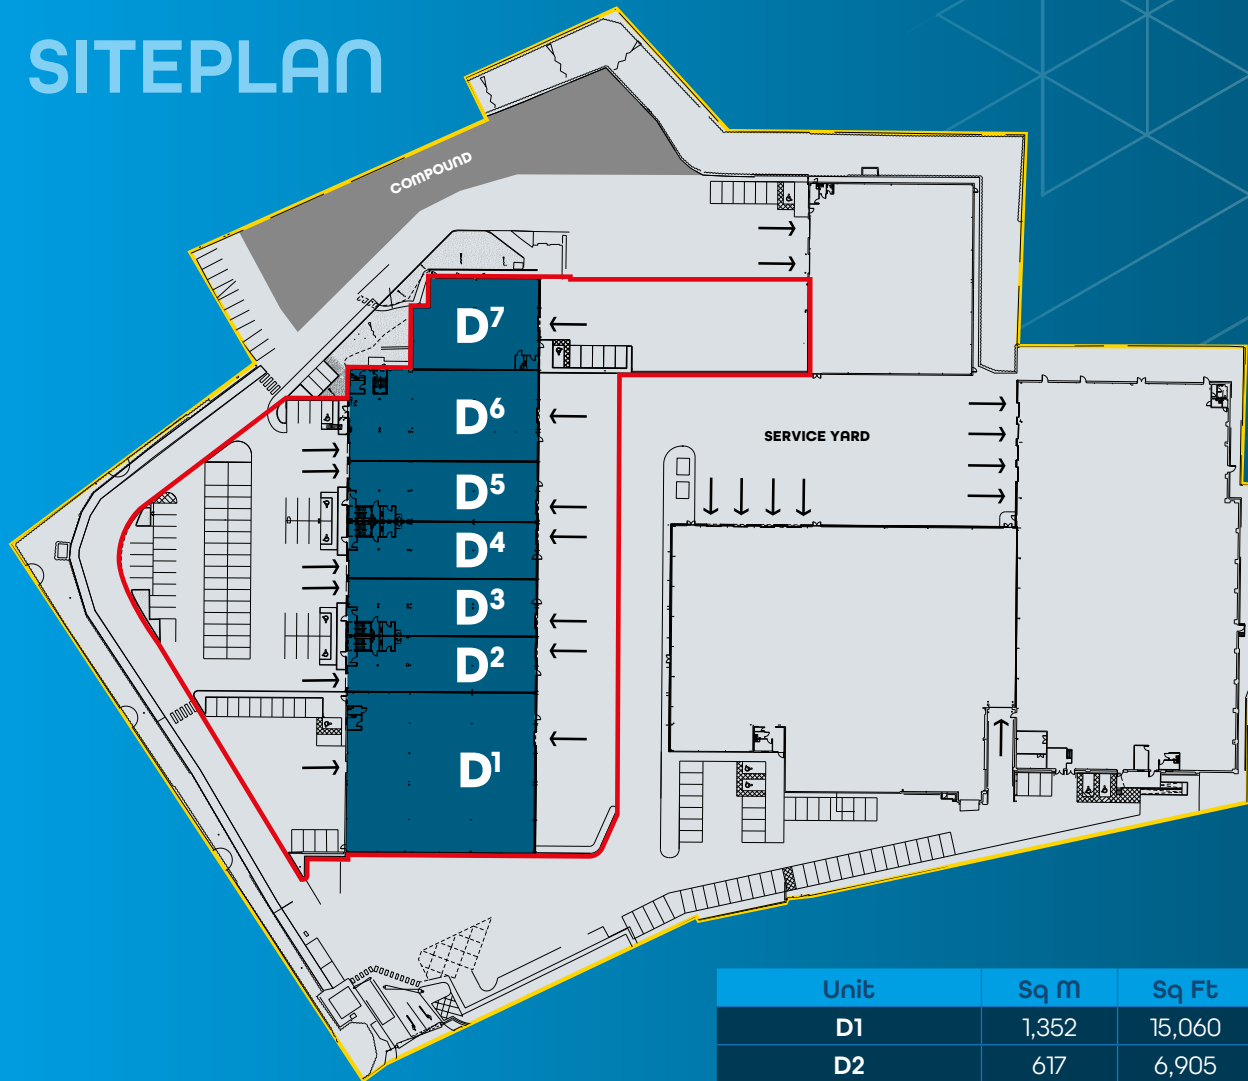 SITEPLAN
COMPOUND
D7
D6
SERVICE YARD
D5
D4
D3
D2
D1
Unit Sq M Sq Ft
D1 1,352 15,060
D2 617 6,905